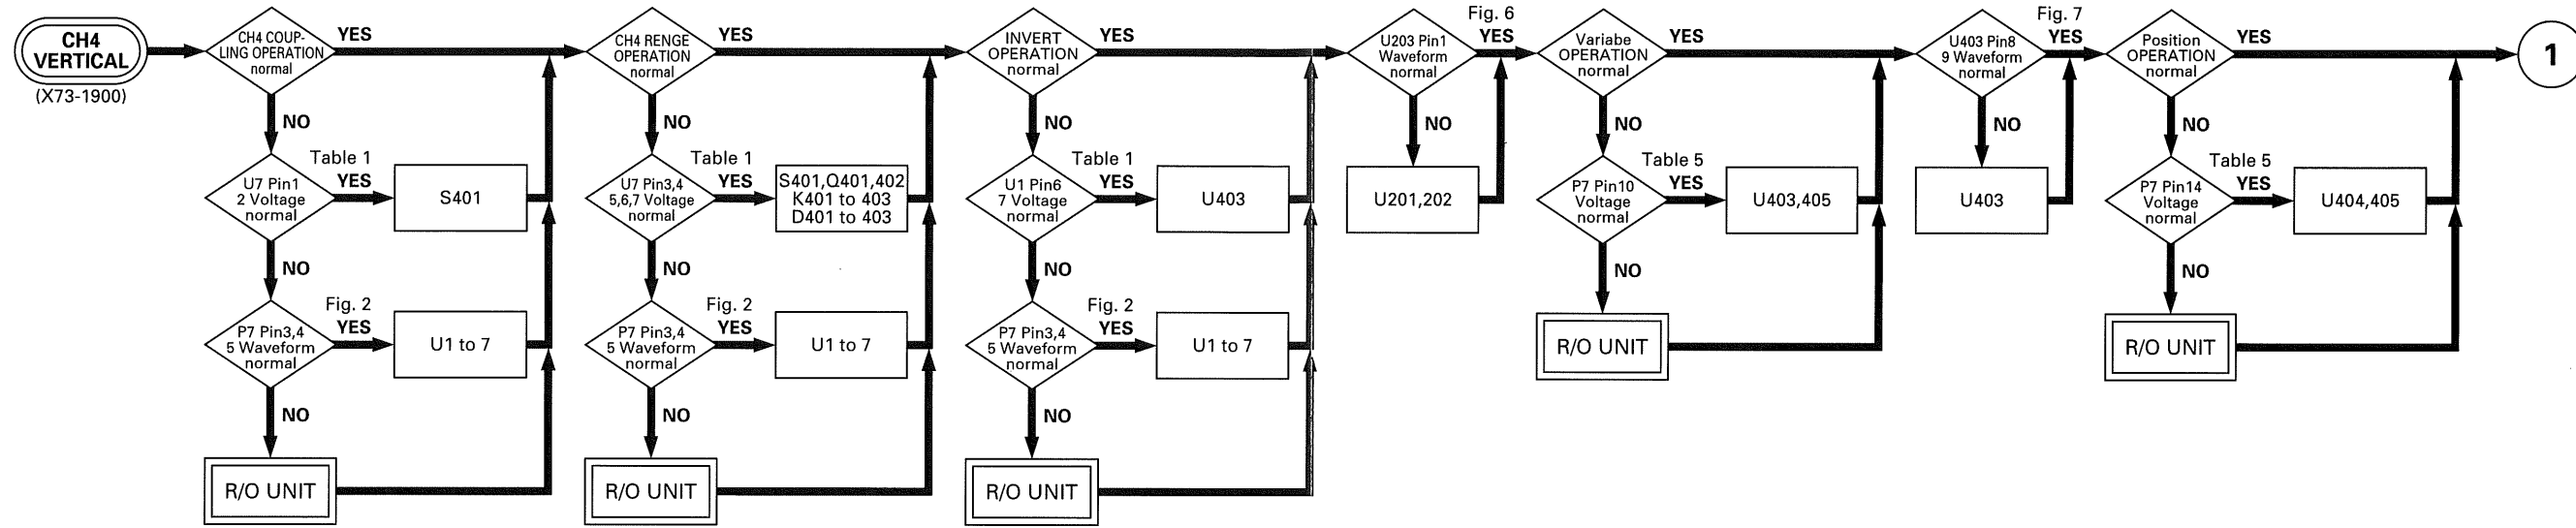 CH4
VERTICAL
(X73-1900)
CH4 COUP-
LING OPERATION
normal
YES
NO
U7 Pin1
2 Voltage
normal
Table 1
YES
S401
NO
P7 Pin3,4
5 Waveform
normal
Fig. 2
YES
U1 to 7
NO
R/O UNIT
CH4 RENGE
OPERATION
normal
YES
NO
U7 Pin3,4
5,6,7 Voltage
normal
Table 1
YES
S401,Q401,402
K401 to 403
D401 to 403
NO
P7 Pin3,4
5 Waveform
normal
Fig. 2
YES
U1 to 7
NO
R/O UNIT
INVERT
OPERATION
normal
YES
NO
U1 Pin6
7 Voltage
normal
Table 1
YES
U403
NO
P7 Pin3,4
5 Waveform
normal
Fig. 2
YES
U1 to 7
NO
R/O UNIT
U203 Pin1
Waveform
normal
Fig. 6
YES
NO
U201,202
Variabe
OPERATION
normal
YES
NO
P7 Pin10
Voltage
normal
Table 5
YES
U403,405
NO
R/O UNIT
U403 Pin8
9 Waveform
normal
Fig. 7
YES
NO
U403
Position
OPERATION
normal
YES
NO
P7 Pin14
Voltage
normal
Table 5
YES
U404,405
NO
R/O UNIT
1